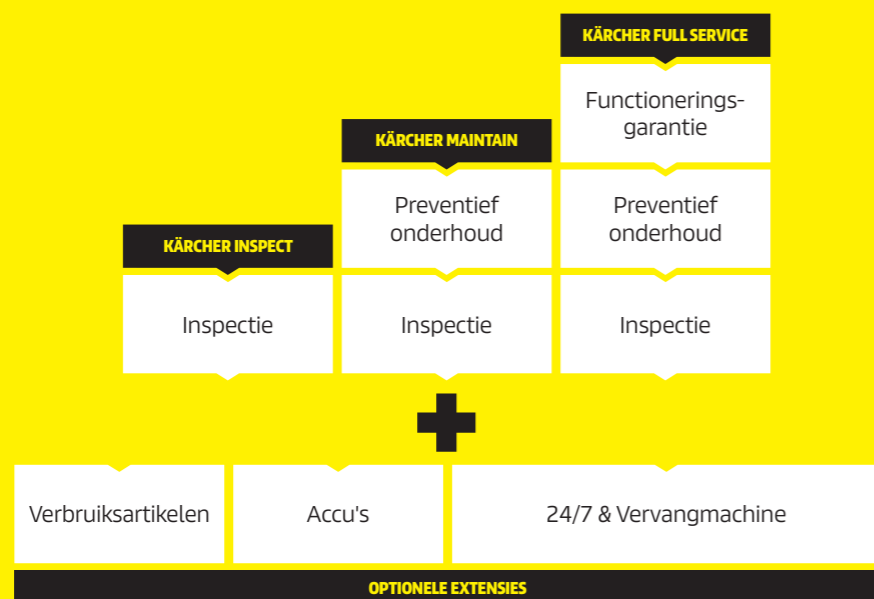 KÄRCHER FULL SERVICE
Functionerings-
garantie
KÄRCHER MAINTAIN
Preventief
onderhoud
Preventief
onderhoud
KÄRCHER INSPECT
Inspectie
Inspectie
Inspectie
Verbruiksartikelen
Accu's
24/7 & Vervangmachine
OPTIONELE EXTENSIES